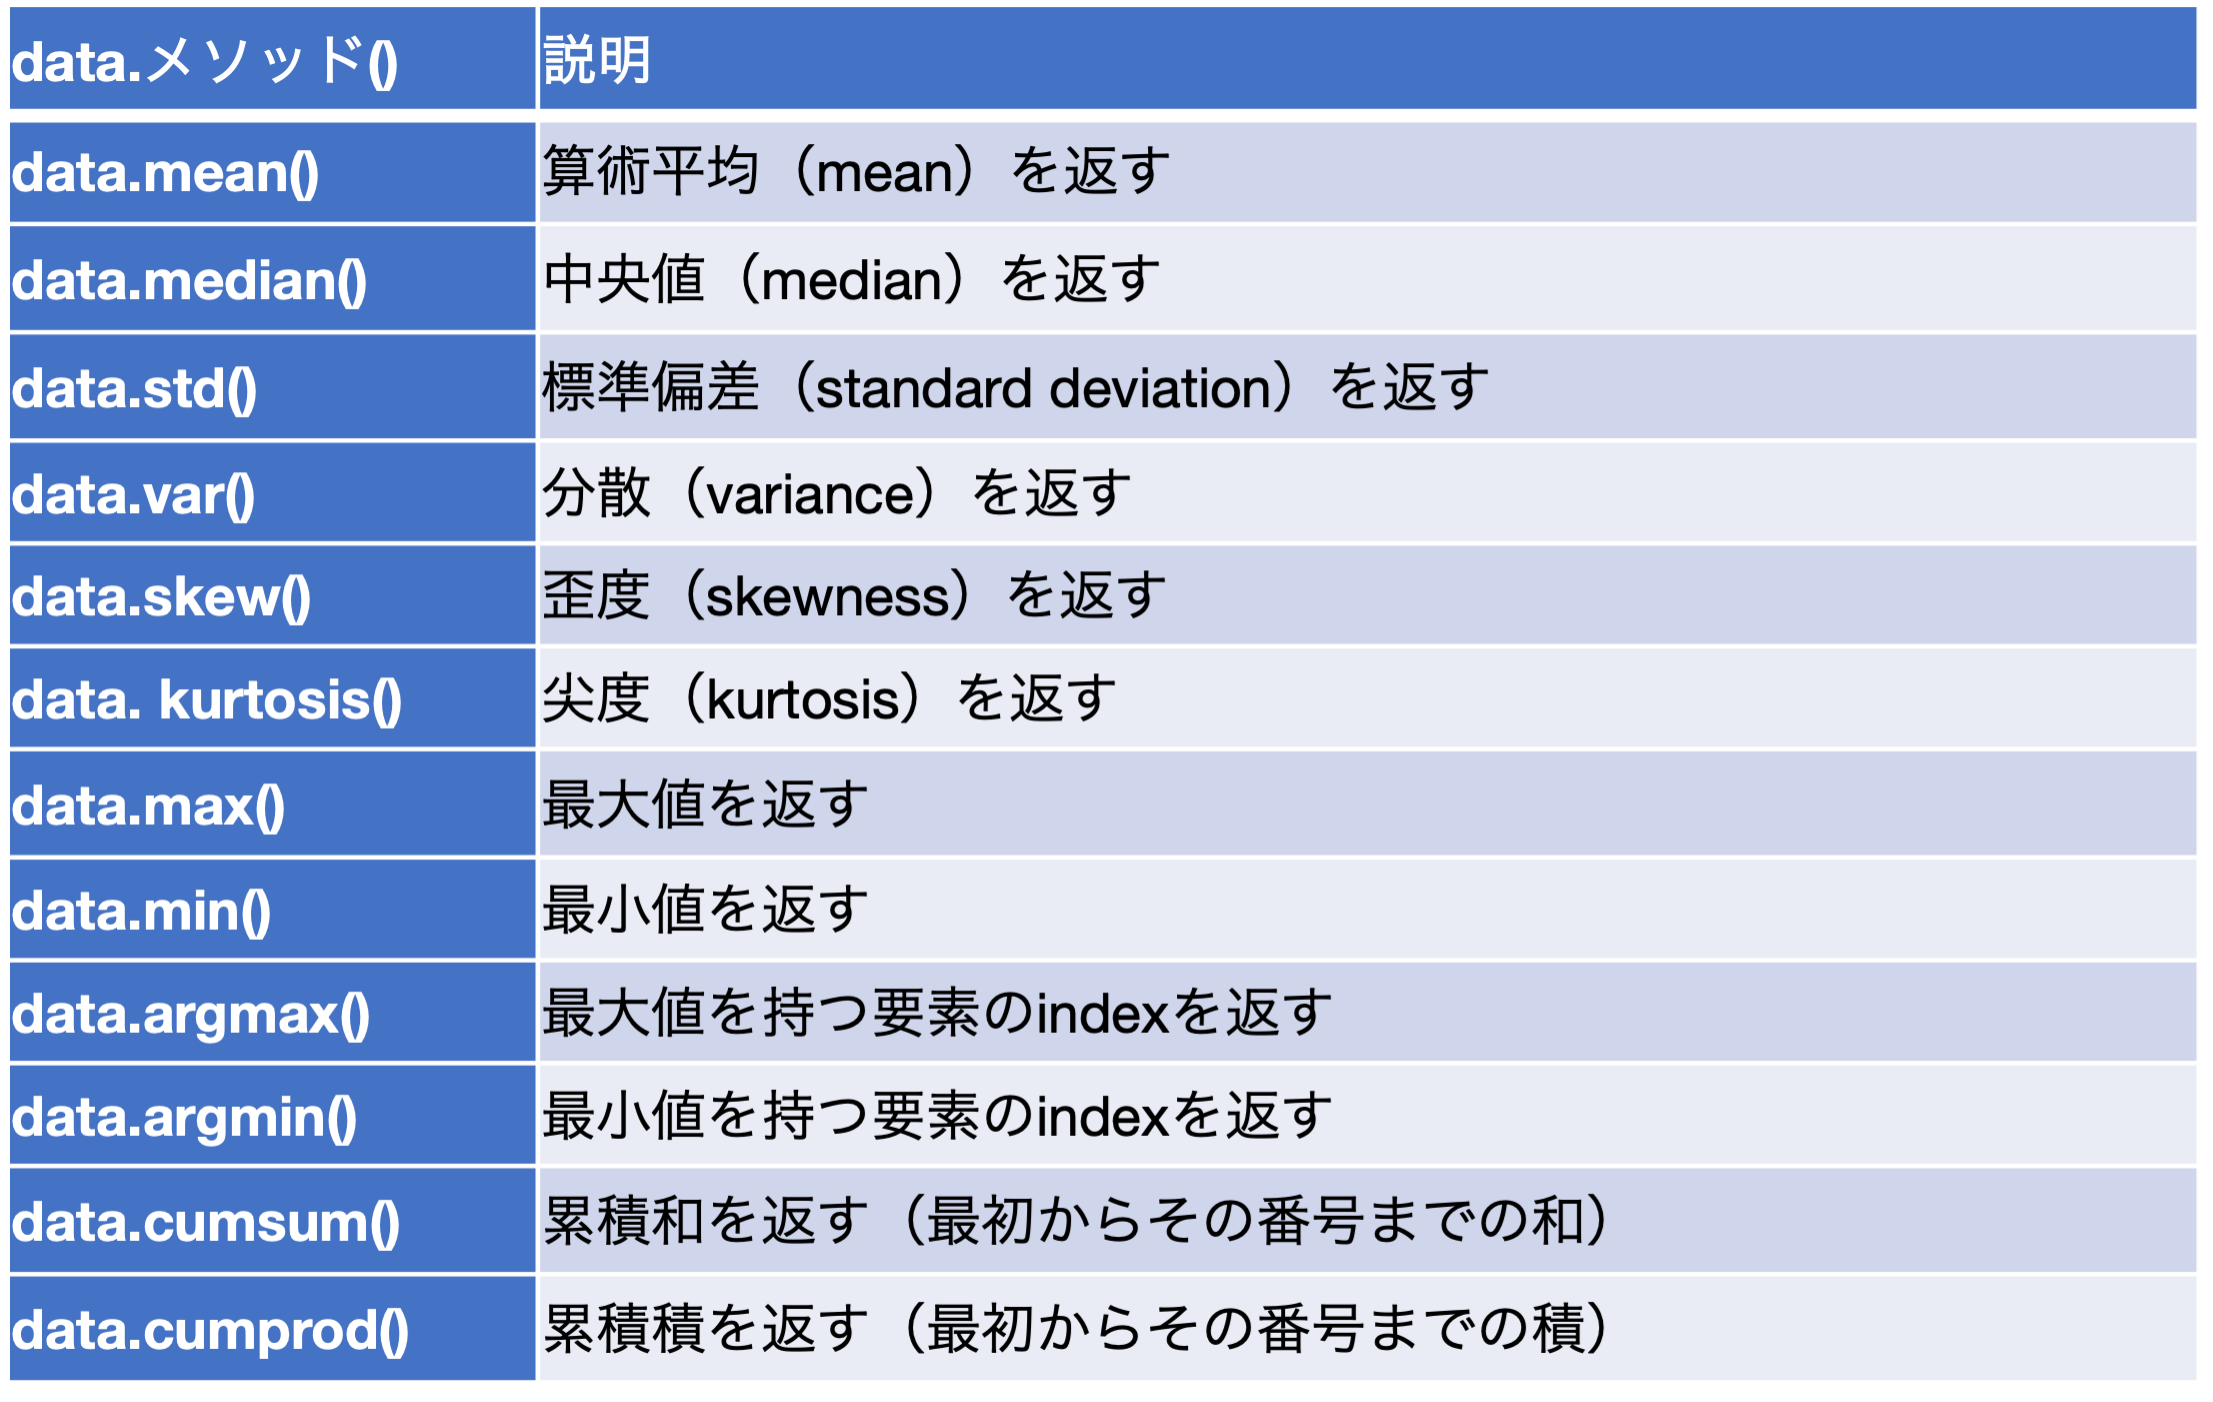 data.メソッド() 説明
data.mean() 算術平均（mean）を返す
data.median() 中央値（median）を返す
data.std() 標準偏差（standard deviation）を返す
data.var() 分散（variance）を返す
data.skew() 歪度（skewness）を返す
data. kurtosis() 尖度（kurtosis）を返す
data.max() 最大値を返す
data.min() 最小値を返す
data.argmax() 最大値を持つ要素のindexを返す
data.argmin() 最小値を持つ要素のindexを返す
data.cumsum() 累積和を返す（最初からその番号までの和）
data.cumprod() 累積積を返す（最初からその番号までの積）